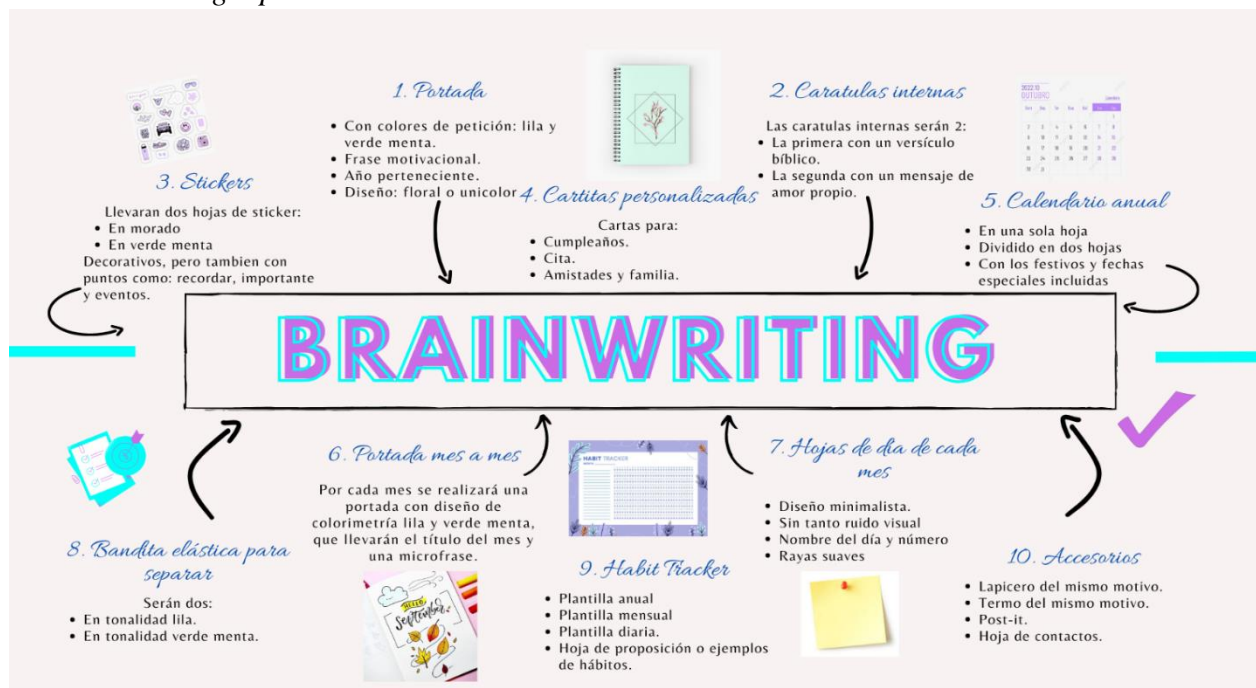 1. Portada
• Con colores de petición: lila y
verde menta.
• Frase motivacional.
• Año perteneciente.
• Diseño: floral o unicolor
2. Caratulas internas
Las caratulas internas serán 2:
• La primera con un versículo
bíblico.
• La segunda con un mensaje de
amor propio.
3. Stickers
Llevaran dos hojas de sticker:
• En morado
• En verde menta
Decorativos, pero tambien con
puntos como: recordar, importante
y eventos.
4. Cartitas personalizadas
Cartas para:
• Cumpleaños.
• Cita.
• Amistades y familia.
OUTUBRO
5. Calendario anual
• En una sola hoja
• Dividido en dos hojas
• Con los festivos y fechas
especiales incluidas
BRAINWRITING
6. Portada mes a mes
Por cada mes se realizará una
portada con diseño de
colorimetría lila y verde menta,
que llevarán el título del mes y
una microfrase.
HELLO
September
HABIT TRACKER
7. Hojas de dia de cada
mes
• Diseño minimalista.
• Sin tanto ruido visual
• Nombre del día y número
• Rayas suaves
8. Bandita elástica para
separar
Serán dos:
• En tonalidad lila.
• En tonalidad verde menta.
9. Habit Tracker
• Plantilla anual
• Plantilla mensual
• Plantilla diaria.
• Hoja de proposición o ejemplos
de hábitos.
10. Accesorios
• Lapicero del mismo motivo.
• Termo del mismo motivo.
• Post-it.
• Hoja de contactos.